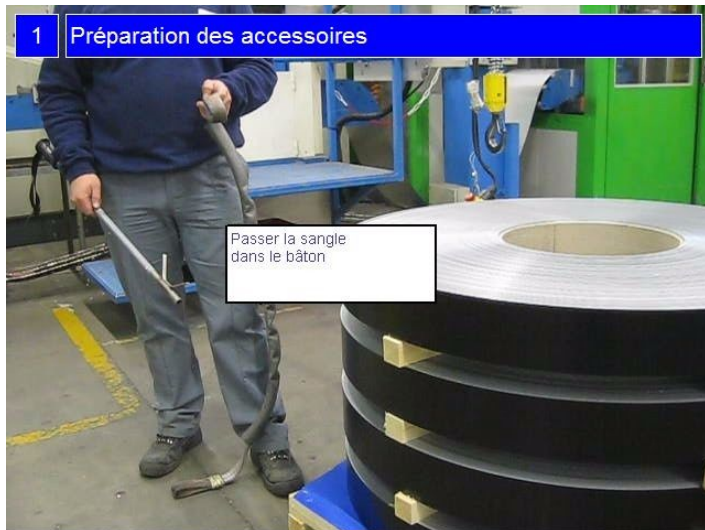 1 Préparation des accessoires
Passer la sangle
dans le bâton